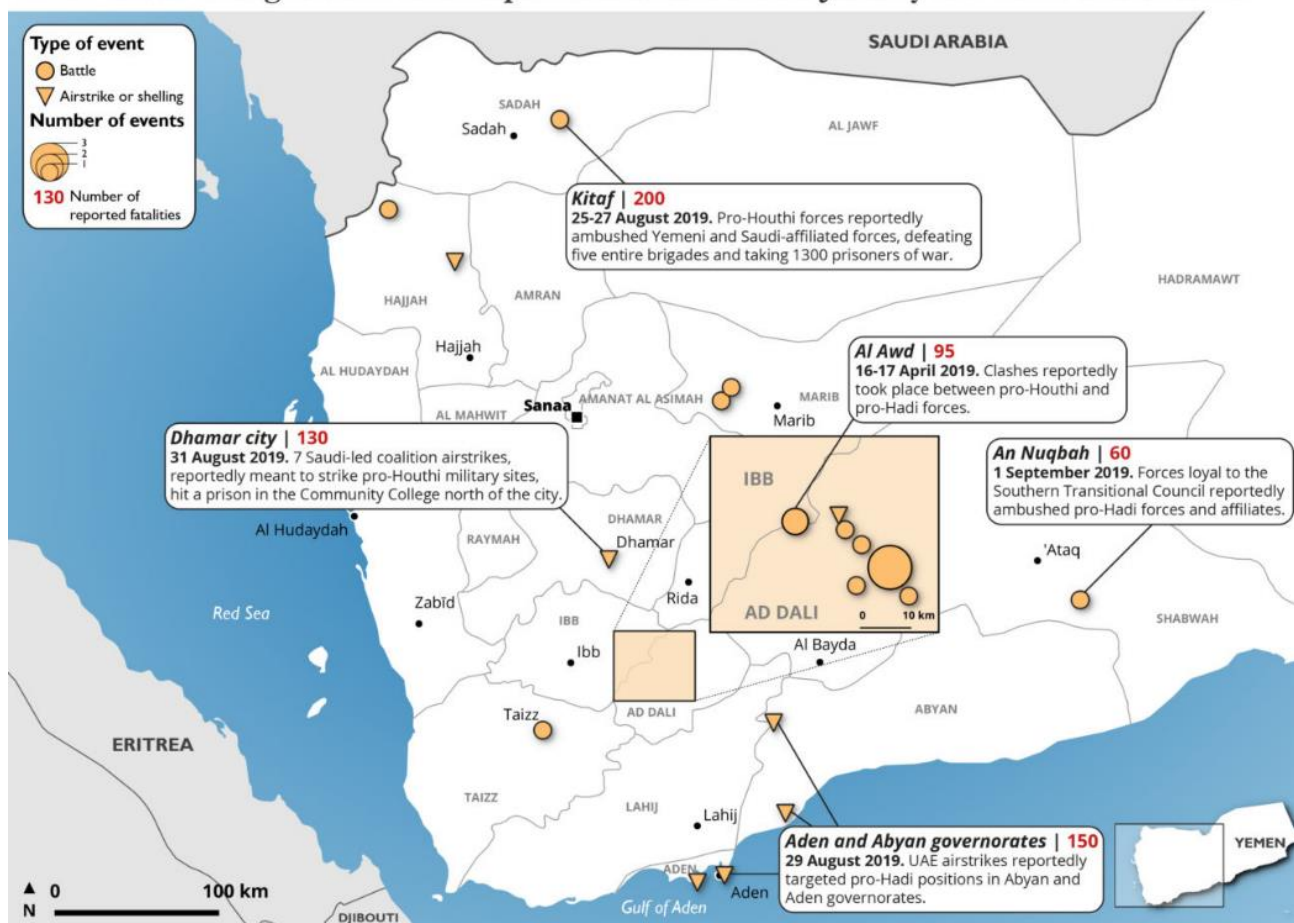 Type of event
Battle
Airstrike or shelling
Number of events
3
2
1
130 Number of
reported fatalities
SAUDI ARABIA
SADAH
Sadah
AL JAWF
Kitaf | 200
25-27 August 2019. Pro-Houthi forces reportedly
ambushed Yemeni and Saudi-affiliated forces, defeating
five entire brigades and taking 1300 prisoners of war.
HADRAMAWT
HAJJAH
AMRAN
Hajjah
AL HUDAYDAH
Al Awd | 95
16-17 April 2019. Clashes reportedly
took place between pro-Houthi and
pro-Hadi forces.
AMANAT AL ASIMAH
MARIB
Sanaa
AL MAHWIT
Marib
Dhamar city | 130
31 August 2019. 7 Saudi-led coalition airstrikes,
reportedly meant to strike pro-Houthi military sites,
hit a prison in the Community College north of the city.
An Nuqbah | 60
1 September 2019. Forces loyal to the
Southern Transitional Council reportedly
ambushed pro-Hadi forces and affiliates.
IBB
Al Hudaydah
DHAMAR
RAYMAH
Dhamar
'Ataq
Zabīd
Rida
Red Sea
AD DALI
0 10 km
SHABWAH
IBB
Ibb
Al Bayda
Taizz
AD DALI
ABYAN
ERITREA
TAIZZ
LAHIJ
Lahij
Aden and Abyan governorates | 150
29 August 2019. UAE airstrikes reportedly
targeted pro-Hadi positions in Abyan and
Aden governorates.
YEMEN
ADEN
Aden
0 100 km
N
Gulf of Aden
DJIBOUTI